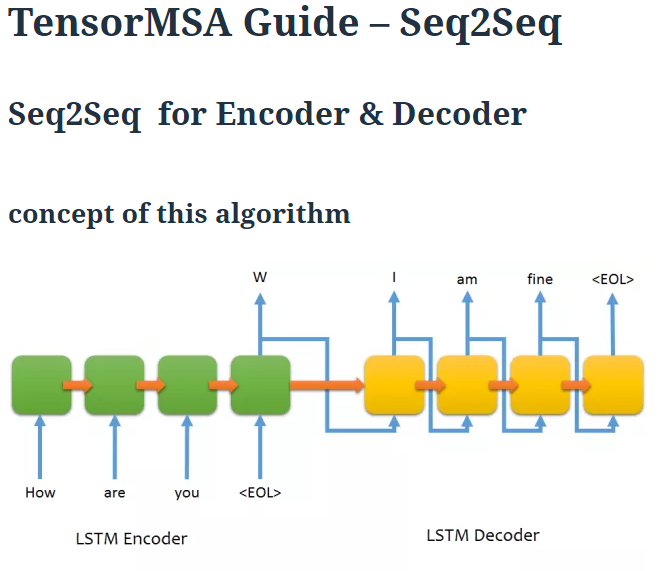 TensorMSA Guide – Seq2Seq
Seq2Seq for Encoder & Decoder
concept of this algorithm
W I am fine <EOL>
How are you <EOL>
LSTM Encoder LSTM Decoder